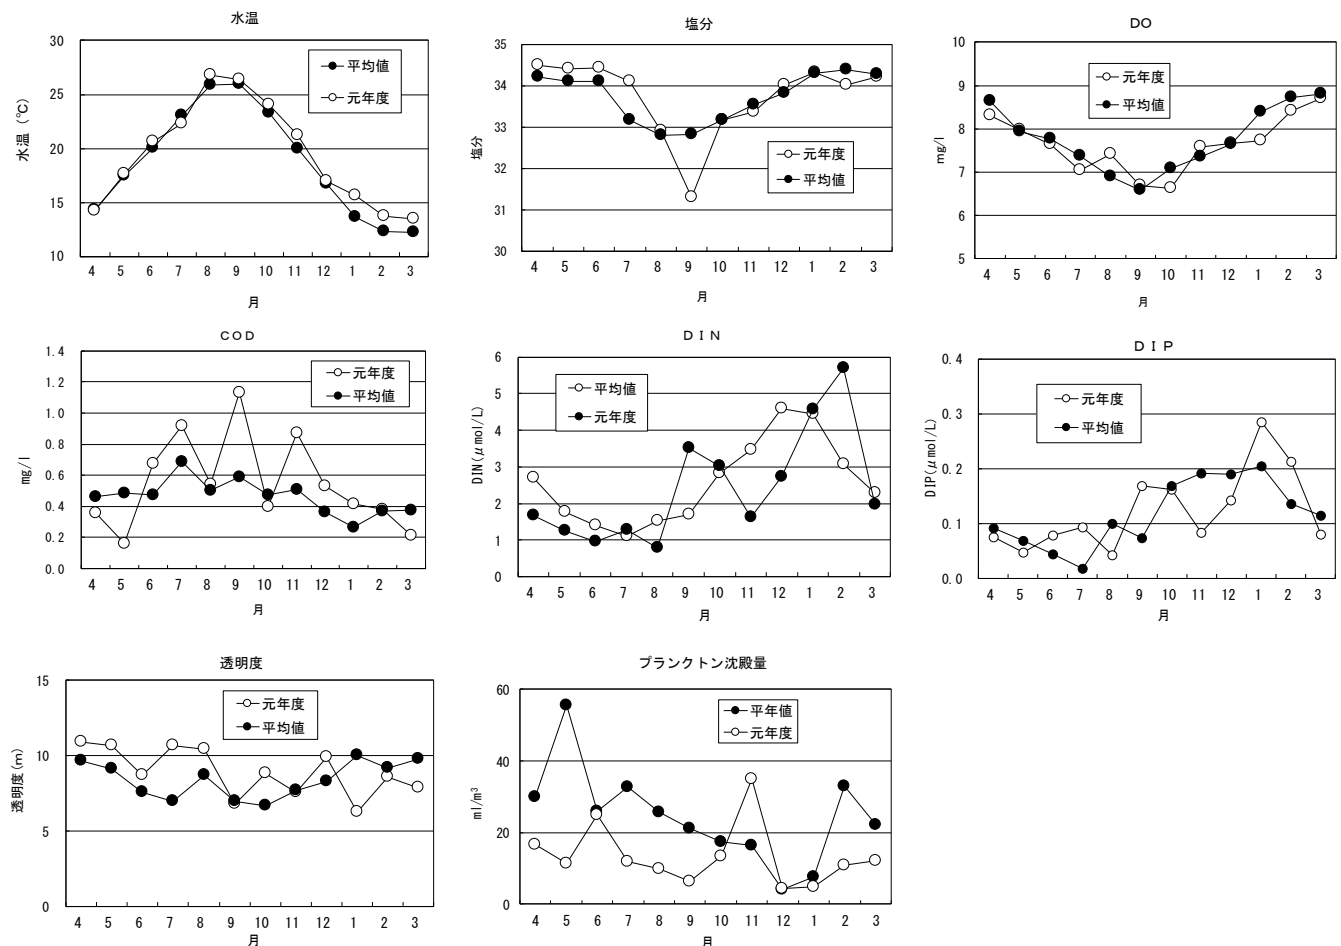 水温
30
25
20
15
10
水温 (℃)
平均値
元年度
4 5 6 7 8 9 10 11 12 1 2 3
月
塩分
35
34
33
32
31
30
塩分
元年度
平均値
4 5 6 7 8 9 10 11 12 1 2 3
月
DO
10
9
8
7
6
5
mg/l
元年度
平均値
4 5 6 7 8 9 10 11 12 1 2 3
月
COD
1.4
1.2
1.0
0.8
0.6
0.4
0.2
0.0
mg/l
元年度
平均値
4 5 6 7 8 9 10 11 12 1 2 3
月
DIN
6
5
4
3
2
1
0
DIN(μmol/L)
平均値
元年度
4 5 6 7 8 9 10 11 12 1 2 3
月
DIP
0.4
0.3
0.2
0.1
0.0
DIP(μmol/L)
元年度
平均値
4 5 6 7 8 9 10 11 12 1 2 3
月
透明度
15
10
5
0
透明度(m)
元年度
平均値
4 5 6 7 8 9 10 11 12 1 2 3
月
プランクトン沈殿量
60
40
20
0
ml/m³
平年値
元年度
4 5 6 7 8 9 10 11 12 1 2 3
月